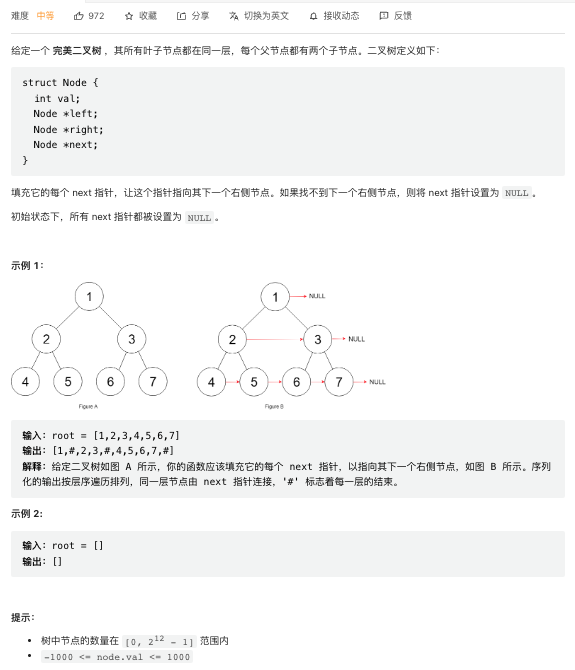 难度 中等 972 收藏 分享 切换为英文 接收动态 反馈
给定一个 完美二叉树 ，其所有叶子节点都在同一层，每个父节点都有两个子节点。二叉树定义如下：
struct Node {
int val;
Node *left;
Node *right;
Node *next;
}
填充它的每个 next 指针，让这个指针指向其下一个右侧节点。如果找不到下一个右侧节点，则将 next 指针设置为 NULL 。
初始状态下，所有 next 指针都被设置为 NULL 。
示例 1：
1 1 NULL
2 3 2 3 NULL
4 5 6 7 4 5 6 7 NULL
Figure A Figure B
输入：root = [1,2,3,4,5,6,7]
输出：[1,#,2,3,#,4,5,6,7,#]
解释：给定二叉树如图 A 所示，你的函数应该填充它的每个 next 指针，以指向其下一个右侧节点，如图 B 所示。序列
化的输出按层序遍历排列，同一层节点由 next 指针连接，'#' 标志着每一层的结束。
示例 2:
输入：root = []
输出：[]
提示：
• 树中节点的数量在 [0, 2¹² - 1] 范围内
• -1000 <= node.val <= 1000